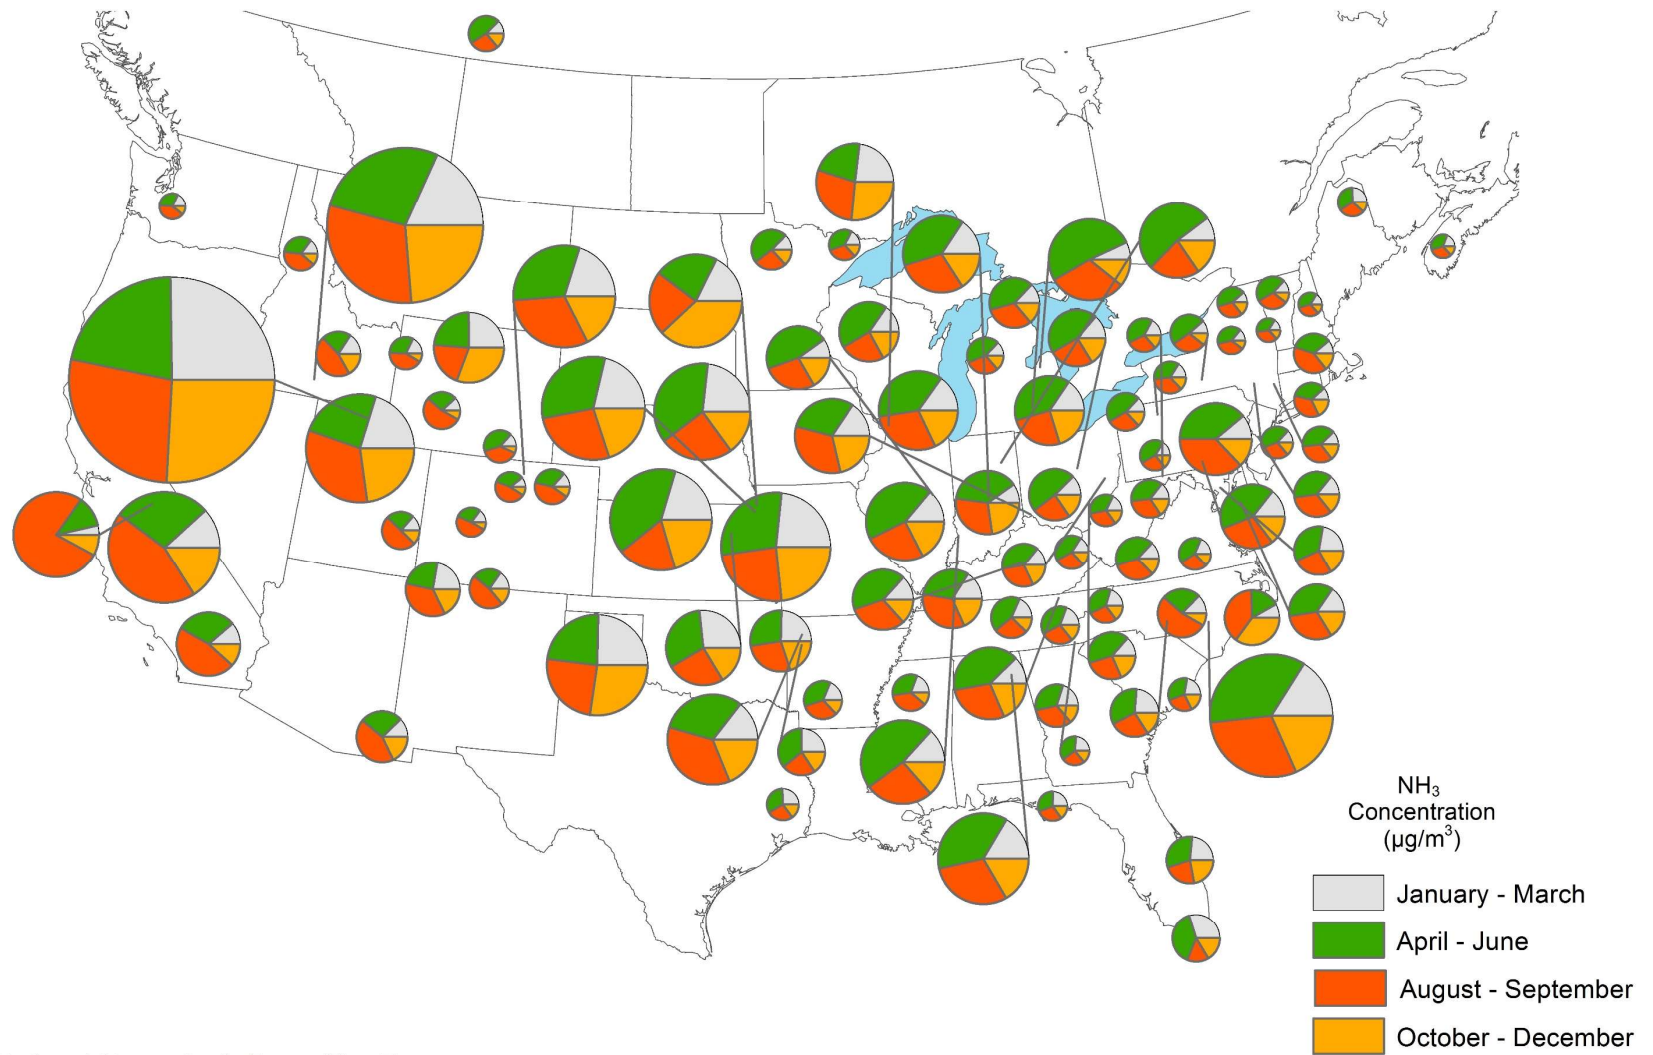 NH₃
Concentration
(µg/m³)
January - March
April - June
August - September
October - December